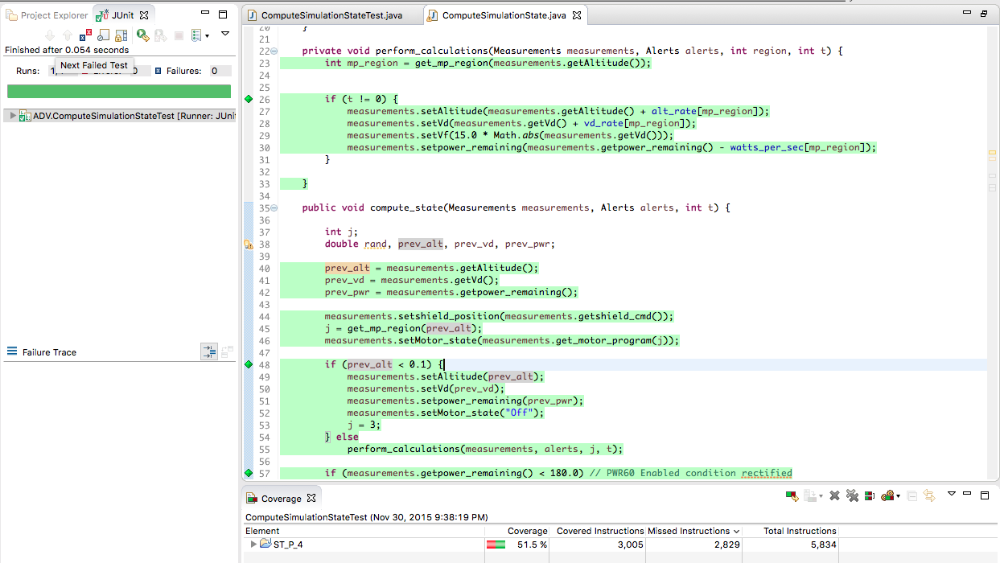 Project Explorer JUnit
Finished after 0.054 seconds
Next Failed Test
Runs: Failures: 0
ADV.ComputeSimulationStateTest [Runner: JUnit
Failure Trace
ComputeSimulationStateTest.java ComputeSimulationState.java
20 }
21
22 private void perform_calculations(Measurements measurements, Alerts alerts, int region, int t) {
23 int mp_region = get_mp_region(measurements.getAltitude());
24
25
26 if (t != 0) {
27 measurements.setAltitude(measurements.getAltitude() + alt_rate[mp_region]);
28 measurements.setVd(measurements.getVd() + vd_rate[mp_region]);
29 measurements.setVf(15.0 * Math.abs(measurements.getVd()));
30 measurements.setpower_remaining(measurements.getpower_remaining() - watts_per_sec[mp_region]);
31 }
32
33 }
34
35 public void compute_state(Measurements measurements, Alerts alerts, int t) {
36
37 int j;
38 double rand, prev_alt, prev_vd, prev_pwr;
39
40 prev_alt = measurements.getAltitude();
41 prev_vd = measurements.getVd();
42 prev_pwr = measurements.getpower_remaining();
43
44 measurements.setshield_position(measurements.getshield_cmd());
45 j = get_mp_region(prev_alt);
46 measurements.setMotor_state(measurements.get_motor_program(j));
47
48 if (prev_alt < 0.1) {
49 measurements.setAltitude(prev_alt);
50 measurements.setVd(prev_vd);
51 measurements.setpower_remaining(prev_pwr);
52 measurements.setMotor_state("Off");
53 j = 3;
54 } else
55 perform_calculations(measurements, alerts, j, t);
56
57 if (measurements.getpower_remaining() < 180.0) // PWR60 Enabled condition rectified
Coverage
ComputeSimulationStateTest (Nov 30, 2015 9:38:19 PM)
Element Coverage Covered Instructions Missed Instructions Total Instructions
ST_P_4 51.5 % 3,005 2,829 5,834